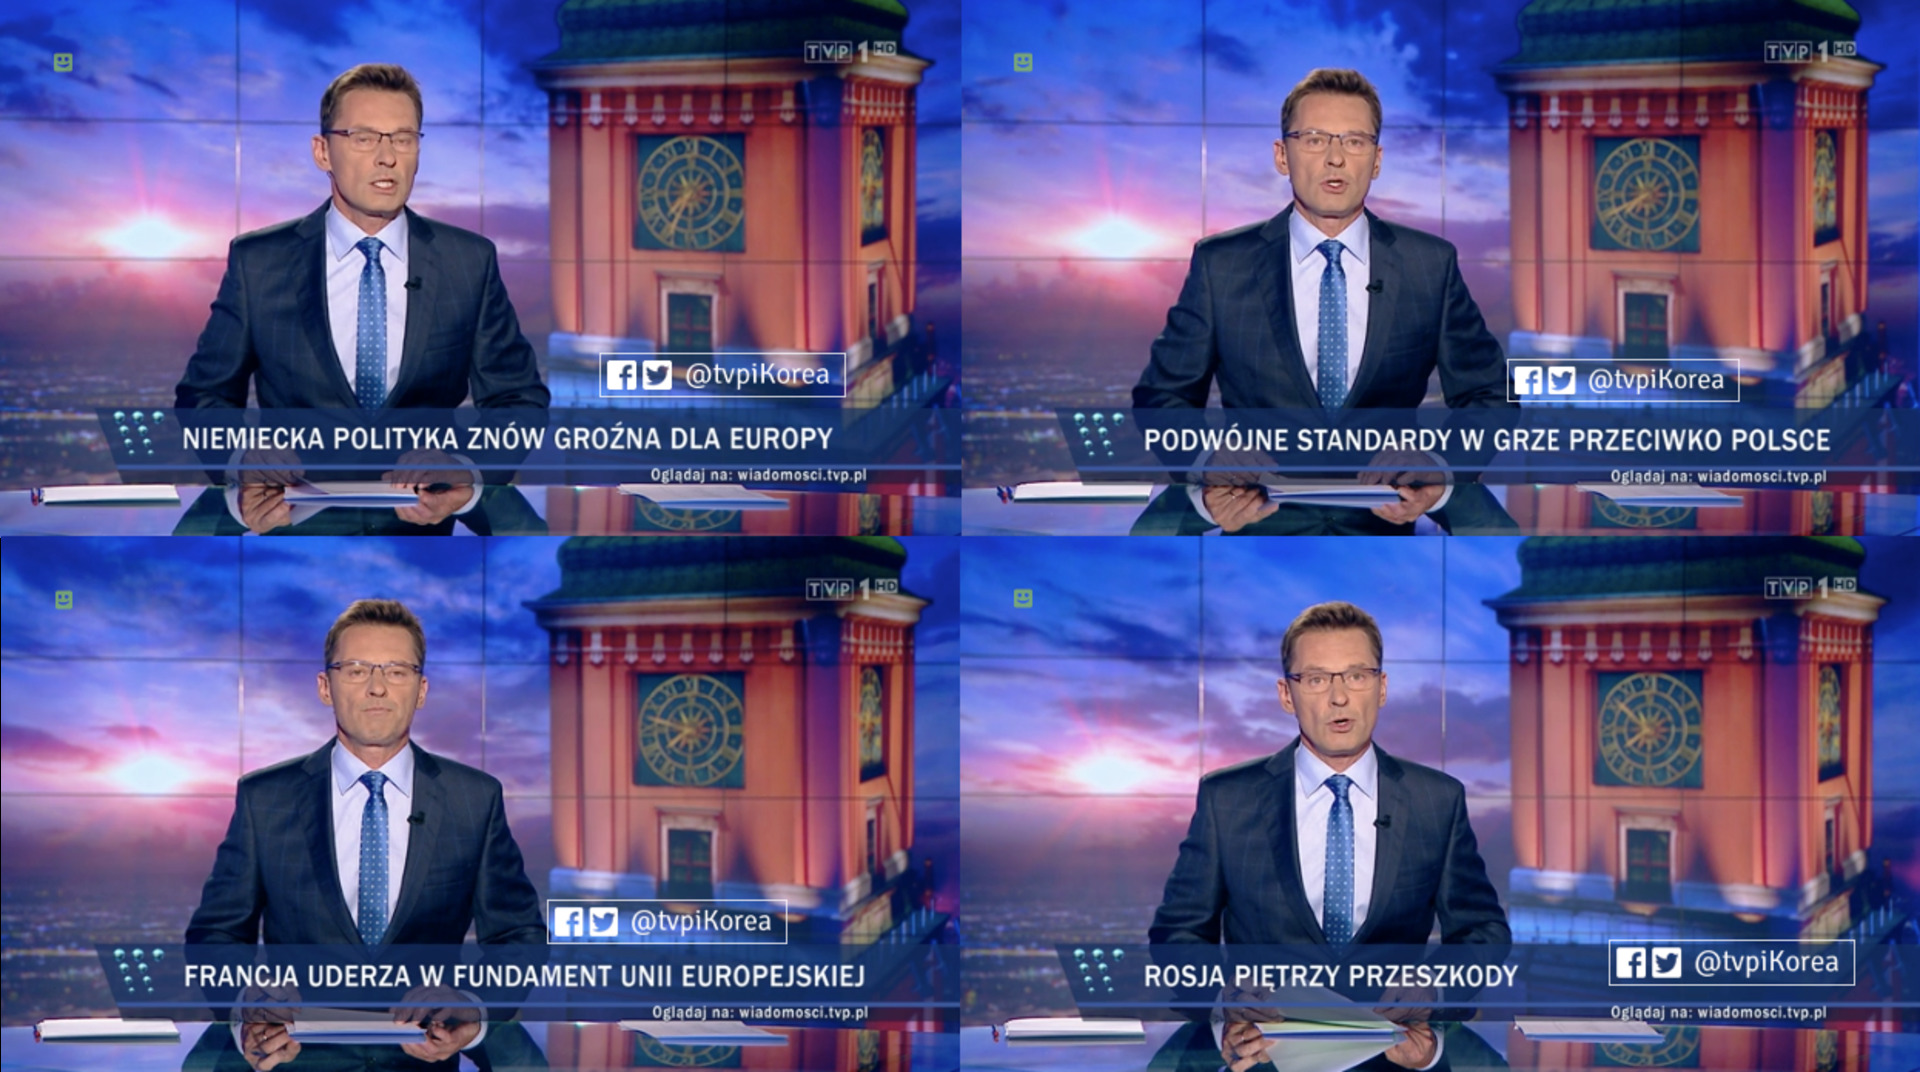 TVP 1 HD
@tvpiKorea
NIEMIECKA POLITYKA ZNÓW GROŹNA DLA EUROPY
Oglądaj na: wiadomosci.tvp.pl
TVP 1 HD
@tvpiKorea
PODWÓJNE STANDARDY W GRZE PRZECIWKO POLSCE
Oglądaj na: wiadomosci.tvp.pl
TVP 1 HD
@tvpiKorea
FRANCJA UDERZA W FUNDAMENT UNII EUROPEJSKIEJ
Oglądaj na: wiadomosci.tvp.pl
TVP 1 HD
@tvpiKorea
ROSJA PIĘTRZY PRZESZKODY
Oglądaj na: wiadomosci.tvp.pl